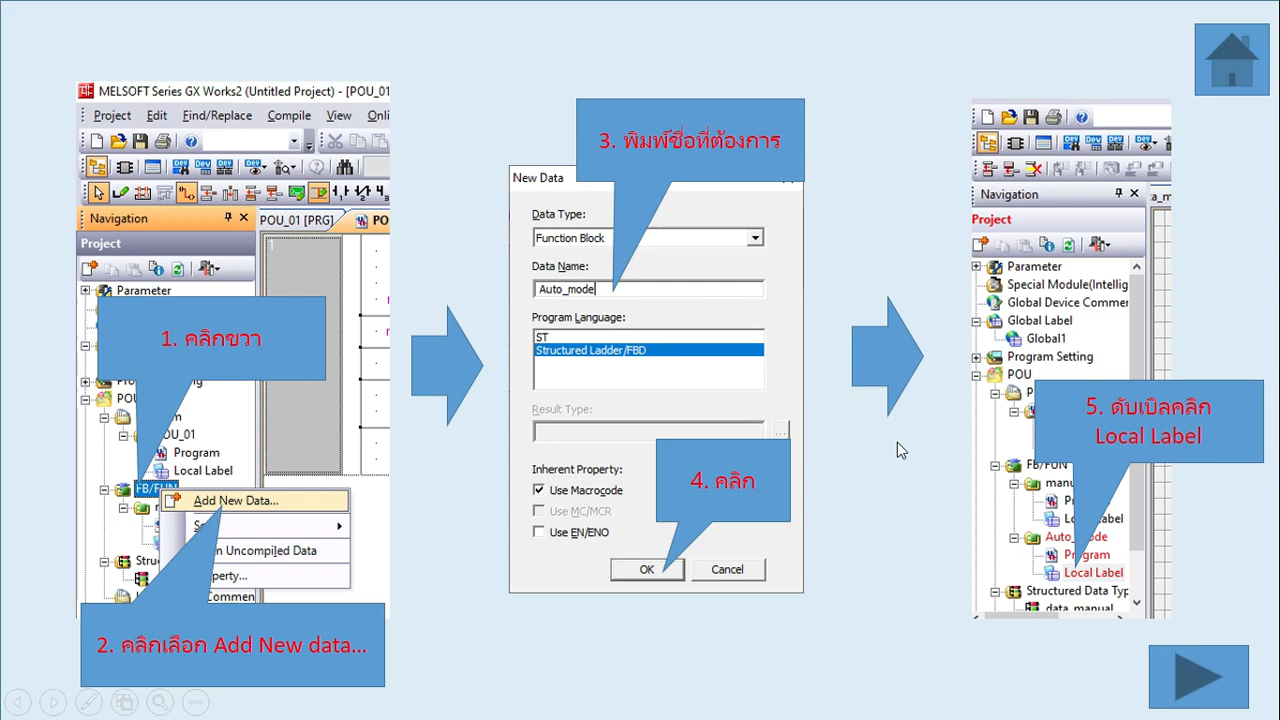 MELSOFT Series GX Works2 (Untitled Project) - [POU_01
Project Edit Find/Replace Compile View Onli
Navigation
POU_01 [PRG]
PO
Project
1
Parameter
1. คลิกขวา
POU_01
Program
Local Label
FB/FUN
Add New Data...
n Uncompiled Data
perty...
2. คลิกเลือก Add New data...
3. พิมพ์ชื่อที่ต้องการ
New Data
Data Type:
Function Block
Data Name:
Auto_mode
Program Language:
ST
Structured Ladder/FBD
Result Type:
...
Inherent Property:
Use Macrocode
Use MC/MCR
Use EN/ENO
4. คลิก
OK Cancel
Navigation
Project
Parameter
Special Module(Intellig
Global Device Commer
Global Label
Global1
Program Setting
POU
5. ดับเบิลคลิก
Local Label
FB/FUN
manu
Local Label
Auto_mode
Program
Local Label
Structured Data Typ
data_manual